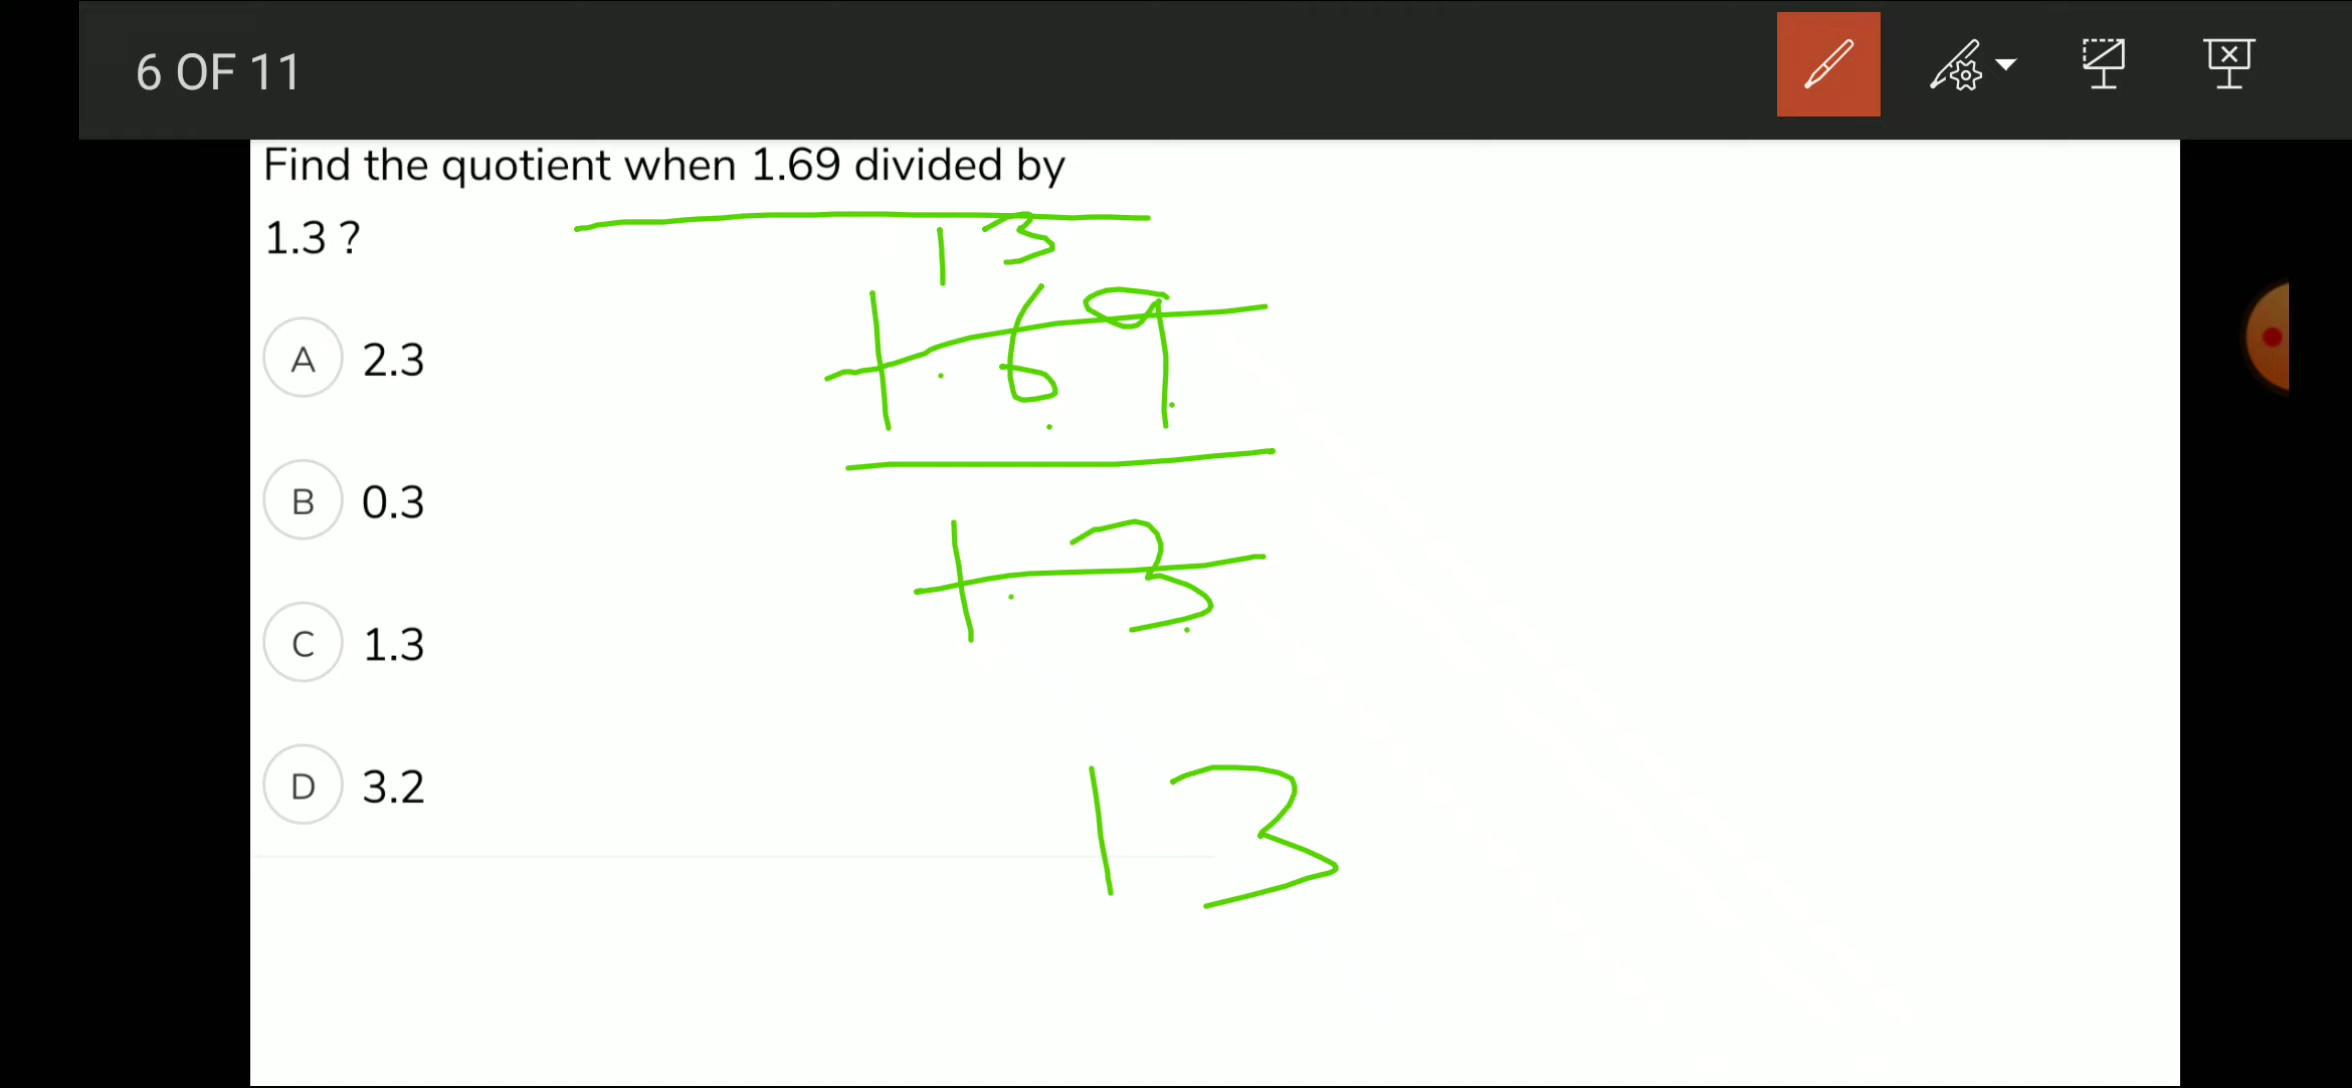 6 OF 11
Find the quotient when 1.69 divided by
1.3 ?
13
1.69
A 2.3
B 0.3
1.3
C 1.3
D 3.2
13